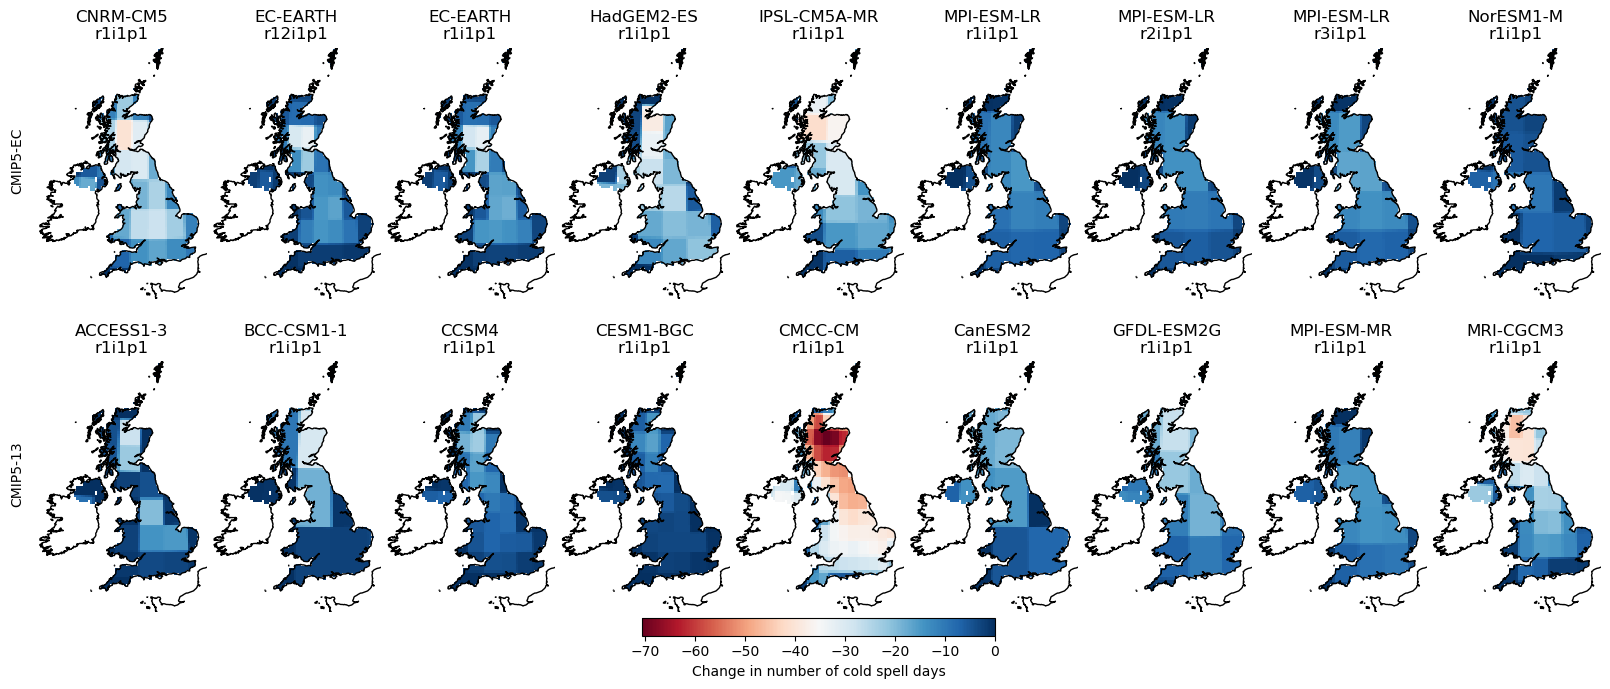 CNRM-CM5 EC-EARTH EC-EARTH HadGEM2-ES IPSL-CM5A-MR MPI-ESM-LR MPI-ESM-LR MPI-ESM-LR NorESM1-M
r1i1p1 r12i1p1 r1i1p1 r1i1p1 r1i1p1 r1i1p1 r2i1p1 r3i1p1 r1i1p1
CMIP5-EC
ACCESS1-3 BCC-CSM1-1 CCSM4 CESM1-BGC CMCC-CM CanESM2 GFDL-ESM2G MPI-ESM-MR MRI-CGCM3
r1i1p1 r1i1p1 r1i1p1 r1i1p1 r1i1p1 r1i1p1 r1i1p1 r1i1p1 r1i1p1
CMIP5-13
−70 −60 −50 −40 −30 −20 −10 0
Change in number of cold spell days